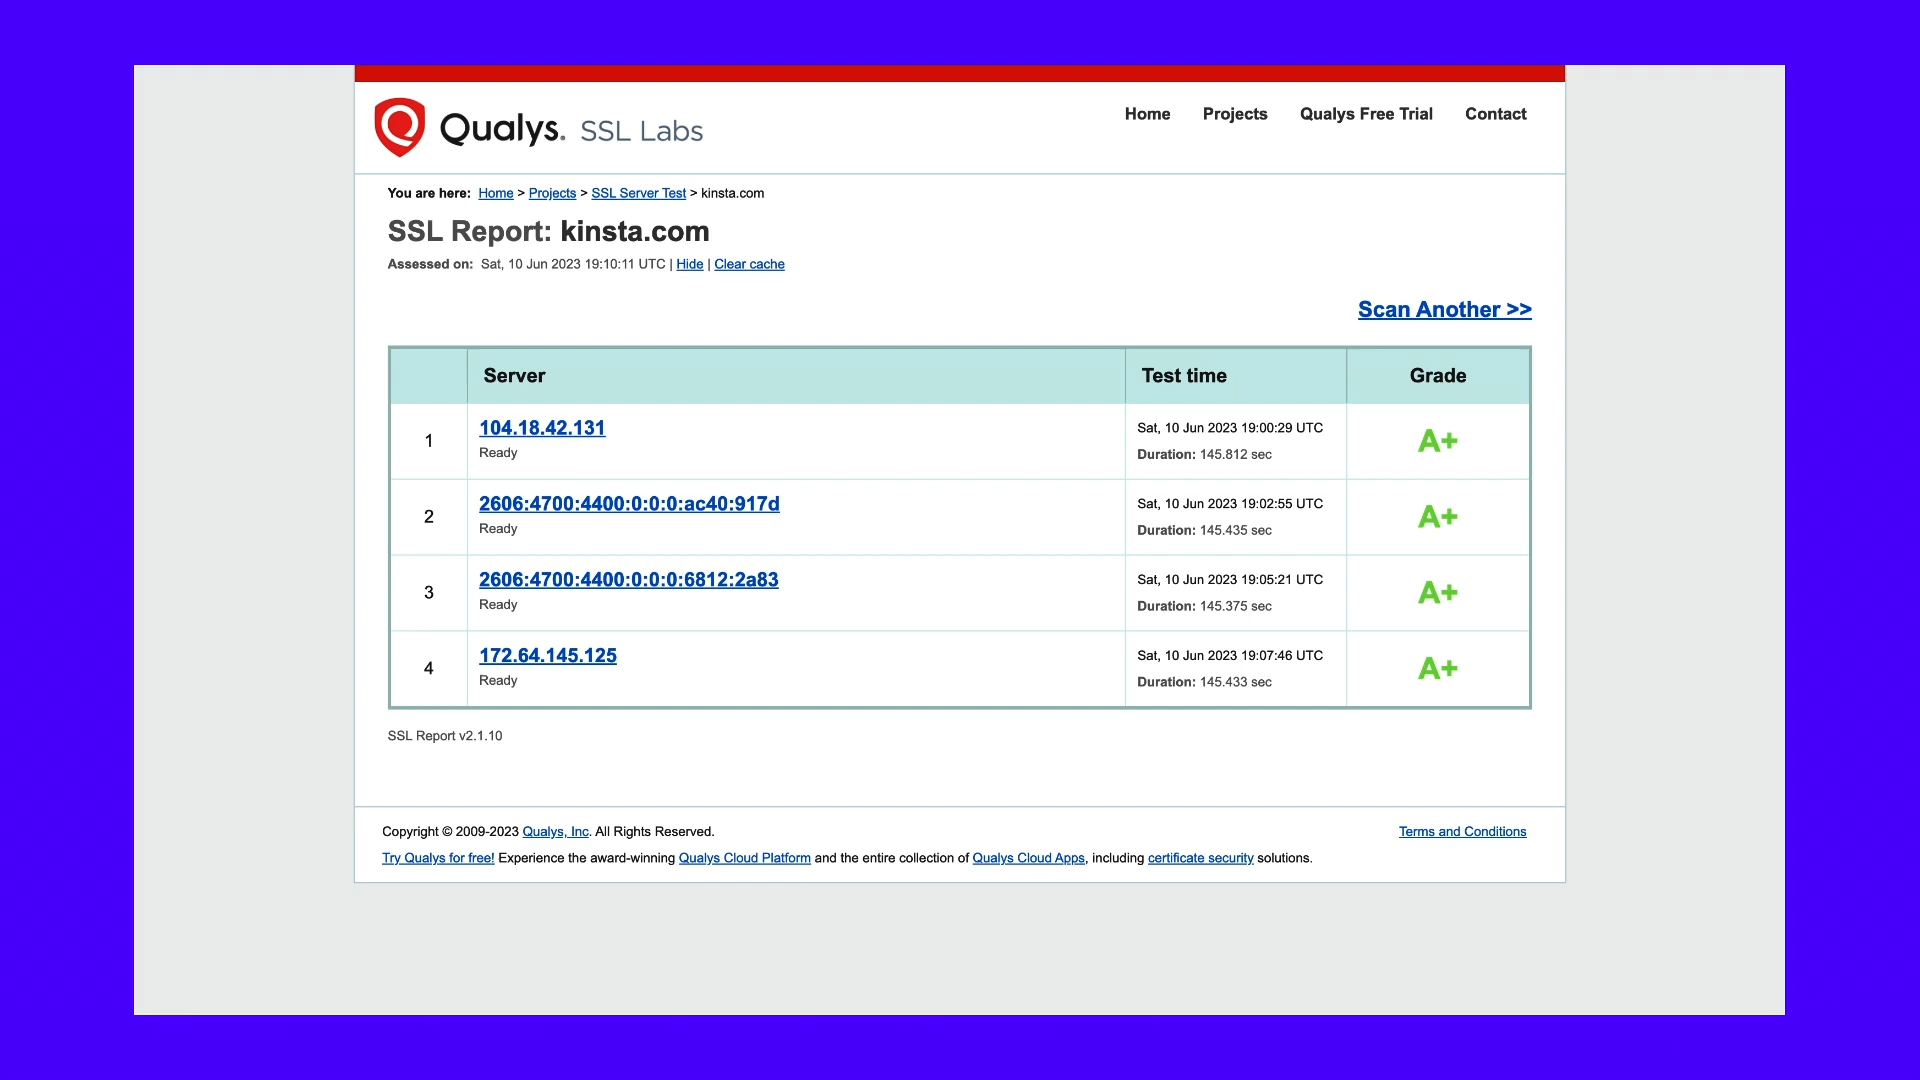 Qualys. SSL Labs
Home Projects Qualys Free Trial Contact
You are here: Home > Projects > SSL Server Test > kinsta.com
SSL Report: kinsta.com
Assessed on: Sat, 10 Jun 2023 19:10:11 UTC | Hide | Clear cache
Scan Another >>
Server Test time Grade
1 104.18.42.131 Sat, 10 Jun 2023 19:00:29 UTC A+
Ready Duration: 145.812 sec
2 2606:4700:4400:0:0:0:ac40:917d Sat, 10 Jun 2023 19:02:55 UTC A+
Ready Duration: 145.435 sec
3 2606:4700:4400:0:0:0:6812:2a83 Sat, 10 Jun 2023 19:05:21 UTC A+
Ready Duration: 145.375 sec
4 172.64.145.125 Sat, 10 Jun 2023 19:07:46 UTC A+
Ready Duration: 145.433 sec
SSL Report v2.1.10
Copyright © 2009-2023 Qualys, Inc. All Rights Reserved. Terms and Conditions
Try Qualys for free! Experience the award-winning Qualys Cloud Platform and the entire collection of Qualys Cloud Apps, including certificate security solutions.